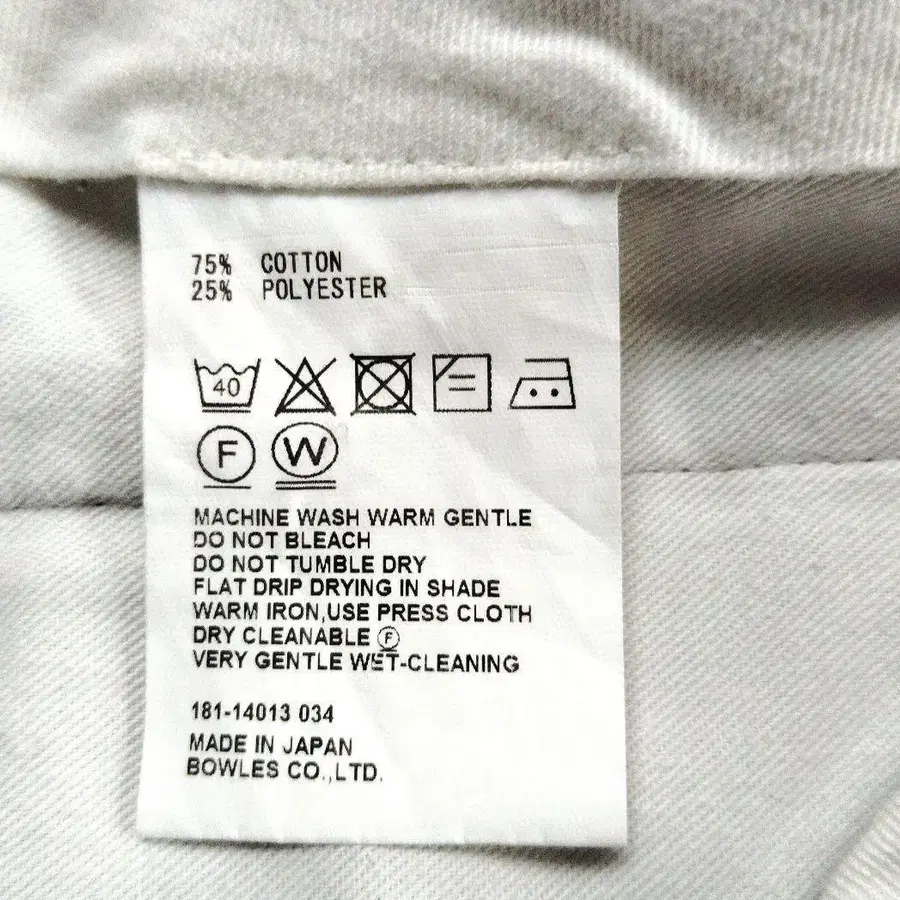 75% COTTON
25% POLYESTER
40
F W
MACHINE WASH WARM GENTLE
DO NOT BLEACH
DO NOT TUMBLE DRY
FLAT DRIP DRYING IN SHADE
WARM IRON,USE PRESS CLOTH
DRY CLEANABLE Ⓕ
VERY GENTLE WET-CLEANING
181-14013 034
MADE IN JAPAN
BOWLES CO.,LTD.